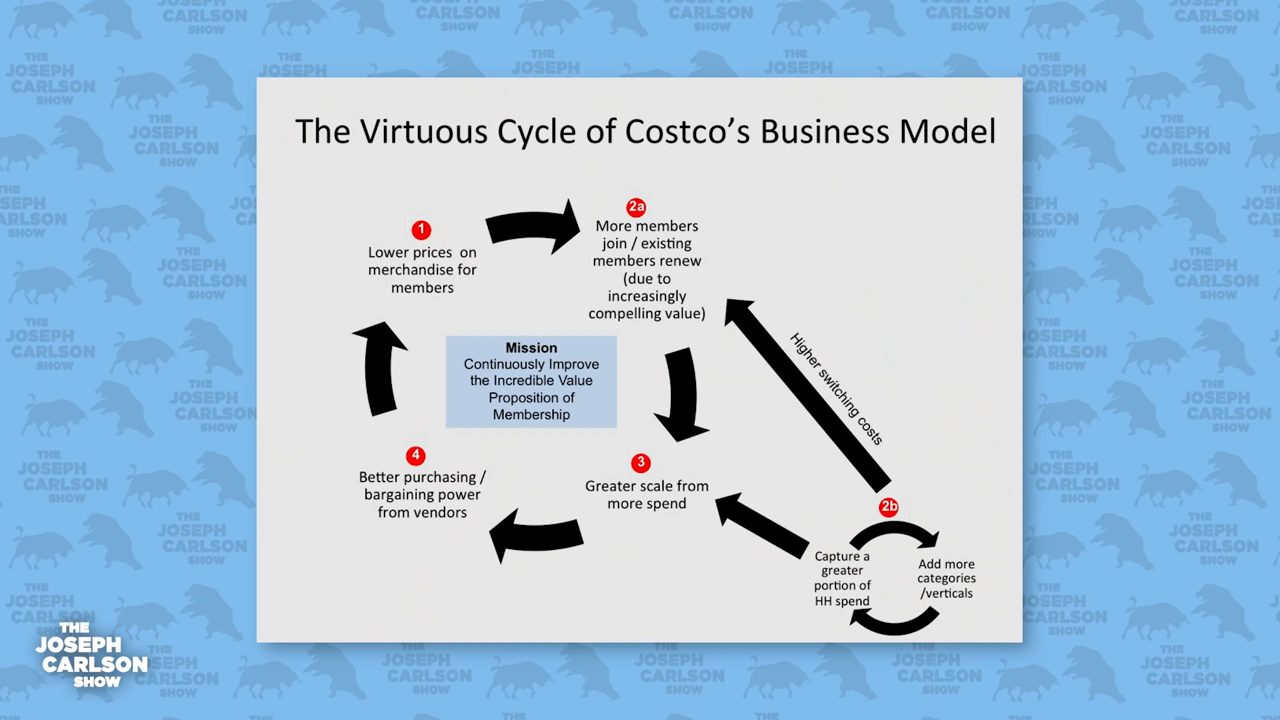 The Virtuous Cycle of Costco's Business Model
1
Lower prices on
merchandise for
members
2a
More members
join / existing
members renew
(due to
increasingly
compelling value)
Mission
Continuously Improve
the Incredible Value
Proposition of
Membership
Higher switching costs
4
Better purchasing /
bargaining power
from vendors
3
Greater scale from
more spend
2b
Capture a
greater
portion of
HH spend
Add more
categories
/verticals
THE
JOSEPH
CARLSON
SHOW